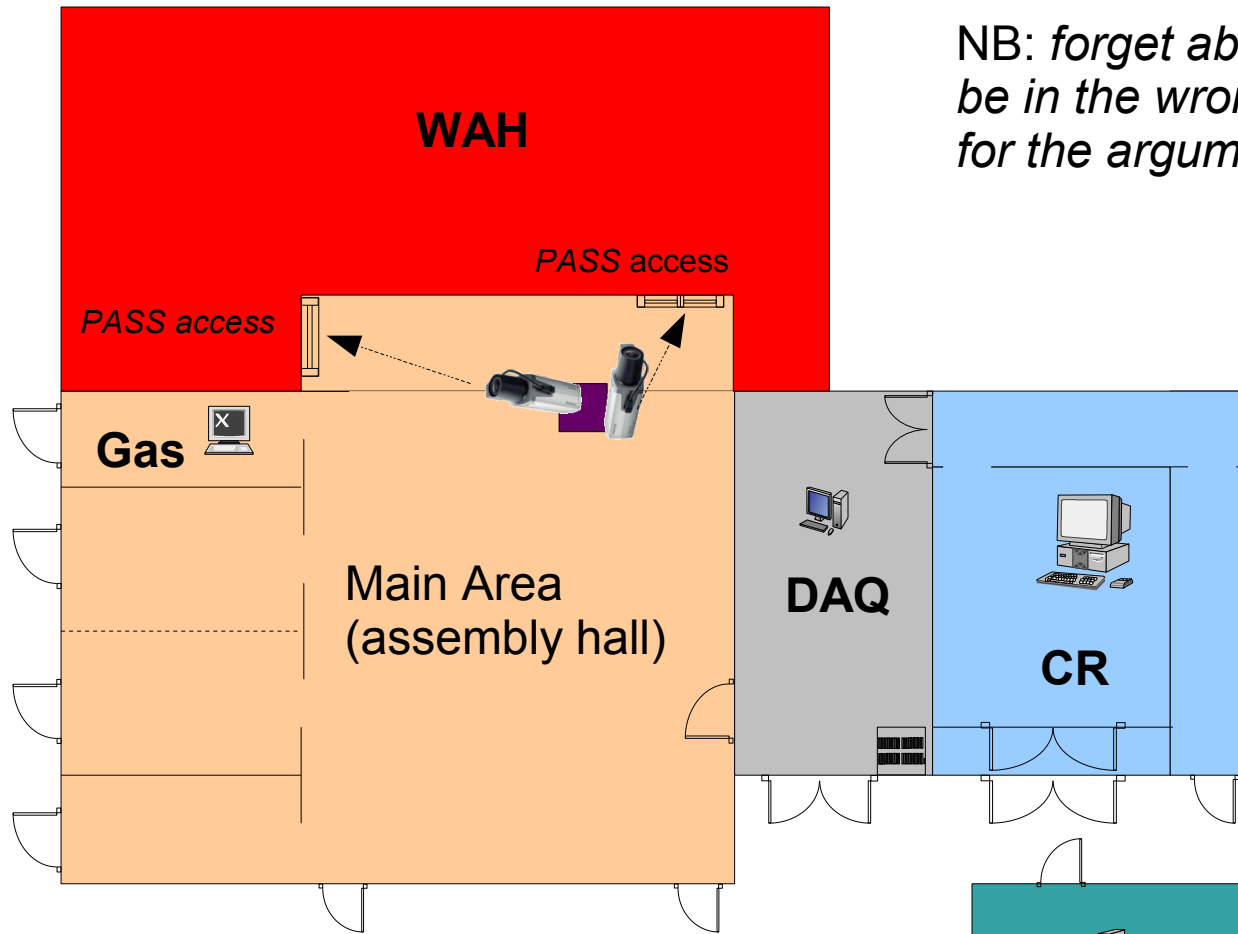 NB: forget ab
be in the wro
for the argum
WAH
PASS access
PASS access
Gas
X
Main Area
(assembly hall)
DAQ
CR